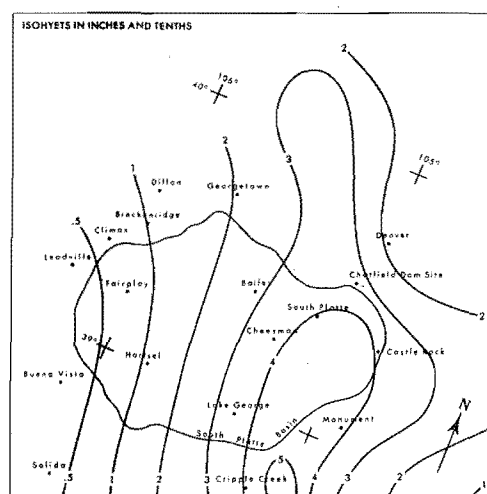 ISOHYETS IN INCHES AND TENTHS
2
105°
40°
2
1
105°
3
Dillon
Georgetown
Breckenridge
.5
Climax
Denver
Leadville
Chatfield Dam Site
Fairplay
Bailey
South Platte
2
39°
Cheesman
4
Castle Rock
Hartsel
Buena Vista
Lake George
N
South Platte Basin
Monument
Salida
5
.5
1
2
3
Cripple Creek
4
3
2
1